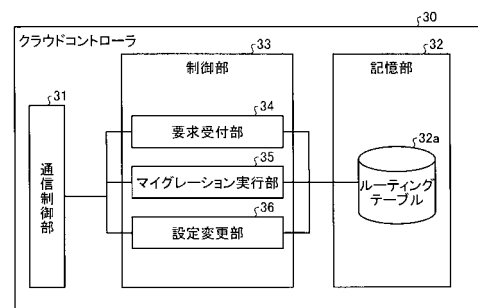 30
クラウドコントローラ
33
制御部
32
記憶部
31
通信制御部
34
要求受付部
35
マイグレーション実行部
36
設定変更部
32a
ルーティング
テーブル